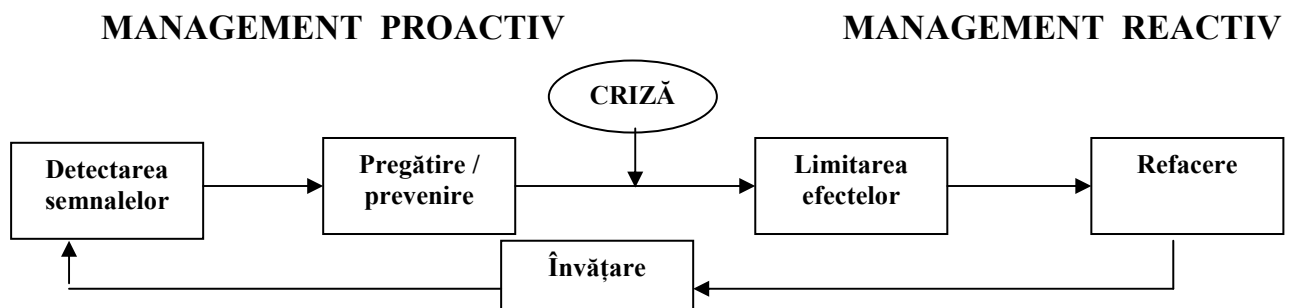 MANAGEMENT PROACTIV
MANAGEMENT REACTIV
CRIZĂ
Detectarea
semnalelor
Pregătire /
prevenire
Limitarea
efectelor
Refacere
Învățare